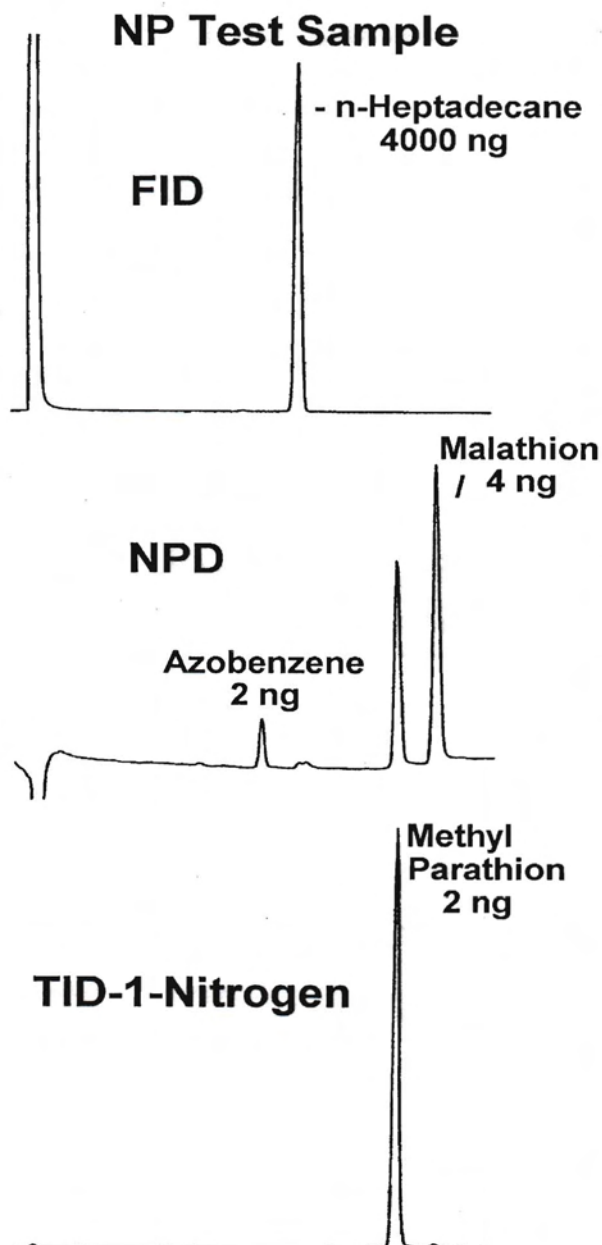 NP Test Sample
- n-Heptadecane
4000 ng
FID
Malathion
/ 4 ng
NPD
Azobenzene
2 ng
Methyl
Parathion
2 ng
TID-1-Nitrogen